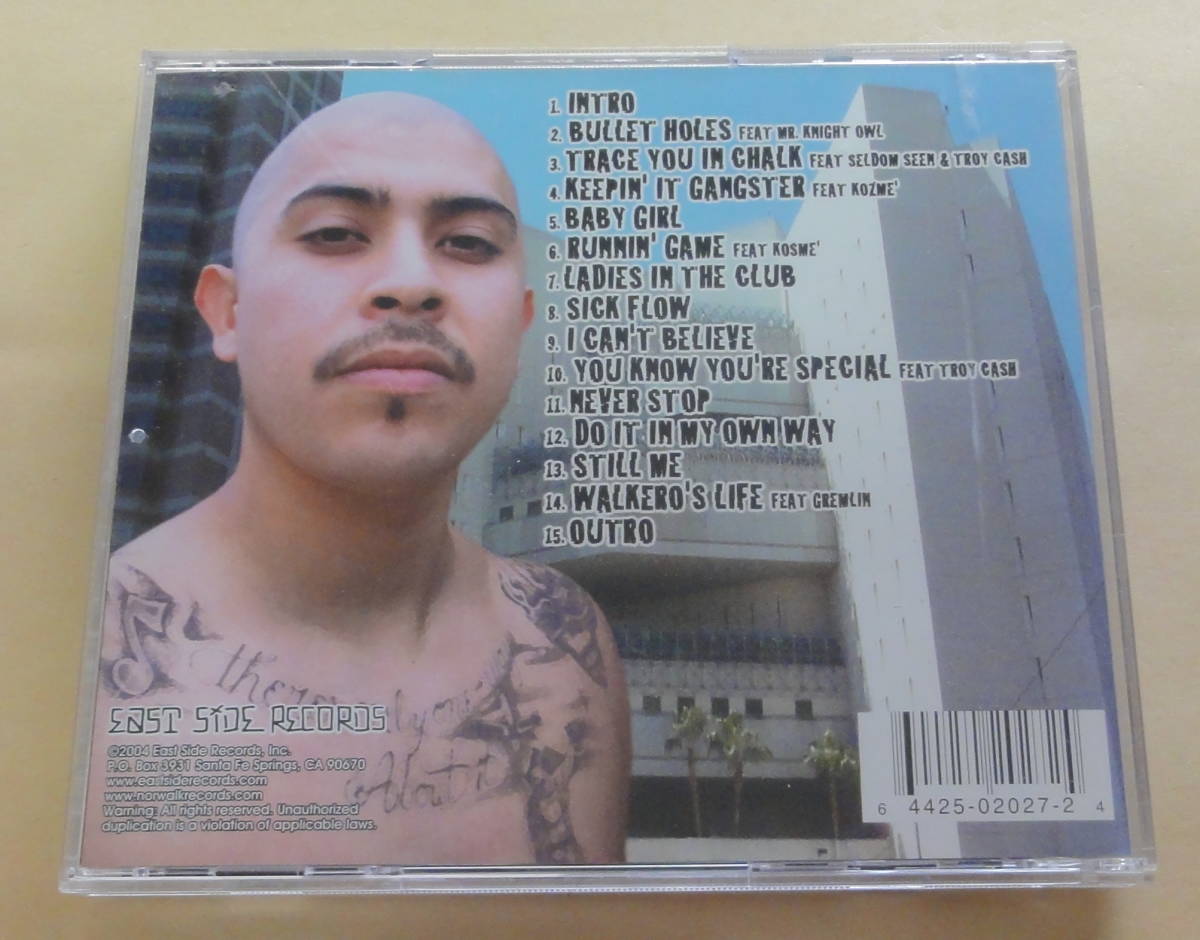 1. INTRO
2. BULLET HOLES FEAT MR. KNIGHT OWL
3. TRACE YOU IN CHALK FEAT SELDOM SEEN & TROY CASH
4. KEEPIN' IT GANGSTER FEAT KOZME'
5. BABY GIRL
6. RUNNIN' GAME FEAT KOSME'
7. LADIES IN THE CLUB
8. SICK FLOW
9. I CAN'T BELIEVE
10. YOU KNOW YOU'RE SPECIAL FEAT TROY CASH
11. NEVER STOP
12. DO IT IN MY OWN WAY
13. STILL ME
14. WALKERO'S LIFE FEAT GREMLIN
15. OUTRO
EAST SIDE RECORDS
©2004 East Side Records, Inc.
P.O. Box 3931 Santa Fe Springs, CA 90670
www.eastsiderecords.com
www.norwalkrecords.com
Warning: All rights reserved. Unauthorized
duplication is a violation of applicable laws.
6 4425-02027-2 4
About it